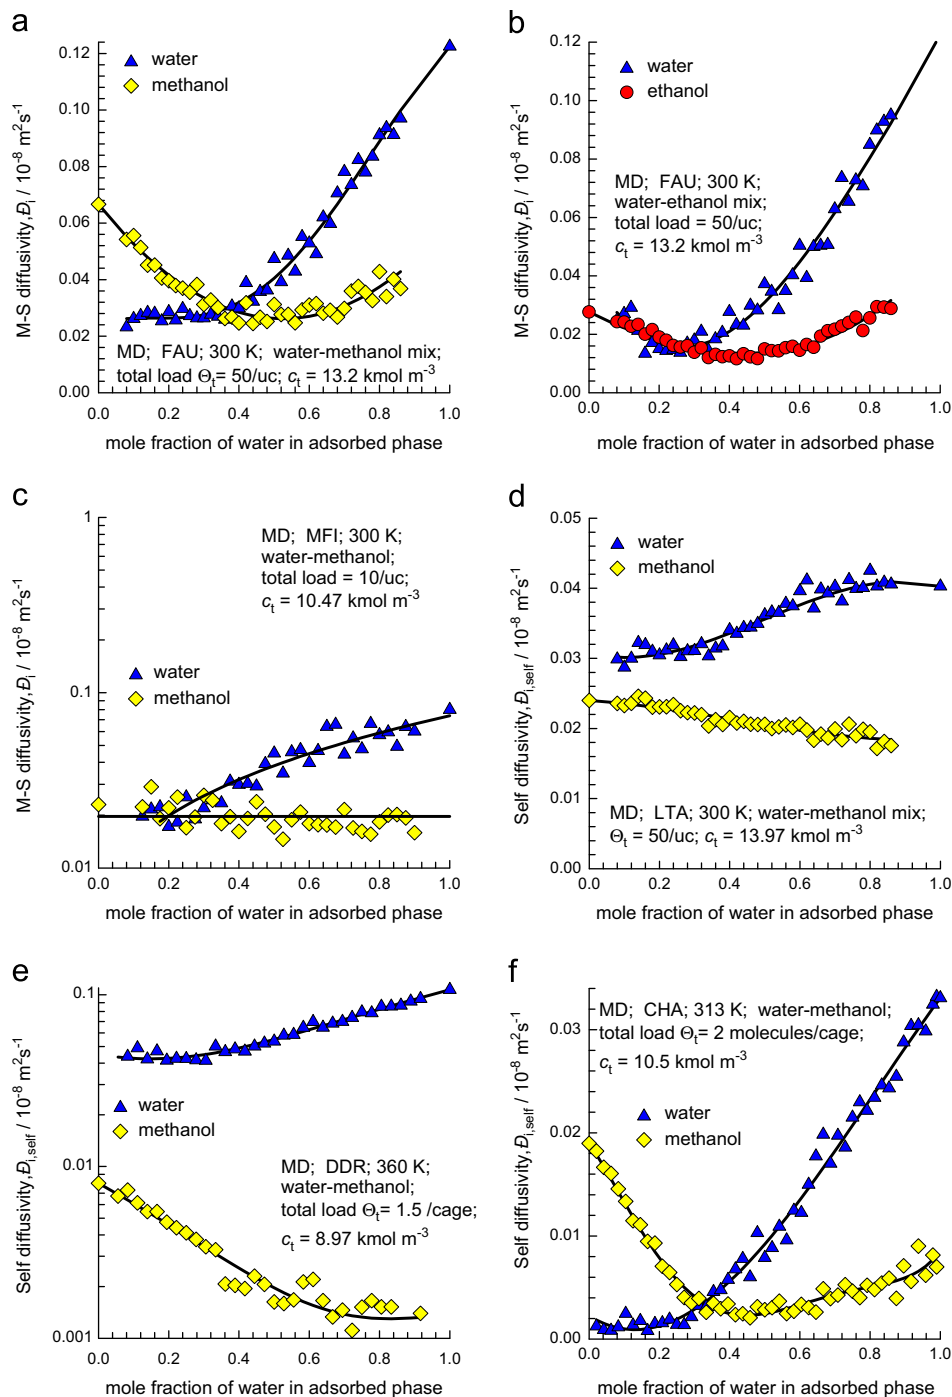 a
0.12
0.10
0.08
0.06
0.04
0.02
0.00
M-S diffusivity, Đi / 10-8 m2s-1
water
methanol
MD; FAU; 300 K; water-methanol mix;
total load Θt = 50/uc; ct = 13.2 kmol m-3
0.0 0.2 0.4 0.6 0.8 1.0
mole fraction of water in adsorbed phase
b
0.12
0.10
0.08
0.06
0.04
0.02
0.00
M-S diffusivity, Đi / 10-8 m2s-1
water
ethanol
MD; FAU; 300 K;
water-ethanol mix;
total load = 50/uc;
ct = 13.2 kmol m-3
0.0 0.2 0.4 0.6 0.8 1.0
mole fraction of water in adsorbed phase
c
1
0.1
0.01
M-S diffusivity, Đi / 10-8 m2s-1
MD; MFI; 300 K;
water-methanol;
total load = 10/uc;
ct = 10.47 kmol m-3
water
methanol
0.0 0.2 0.4 0.6 0.8 1.0
mole fraction of water in adsorbed phase
d
0.05
0.04
0.03
0.02
0.01
0.00
Self diffusivity, Đi,self / 10-8 m2s-1
water
methanol
MD; LTA; 300 K; water-methanol mix;
Θt = 50/uc; ct = 13.97 kmol m-3
0.0 0.2 0.4 0.6 0.8 1.0
mole fraction of water in adsorbed phase
e
0.1
0.01
0.001
Self diffusivity, Đi,self / 10-8 m2s-1
water
methanol
MD; DDR; 360 K;
water-methanol;
total load Θt = 1.5 /cage;
ct = 8.97 kmol m-3
0.0 0.2 0.4 0.6 0.8 1.0
mole fraction of water in adsorbed phase
f
0.03
0.02
0.01
0.00
Self diffusivity, Đi,self / 10-8 m2s-1
MD; CHA; 313 K; water-methanol;
total load Θt = 2 molecules/cage;
ct = 10.5 kmol m-3
water
methanol
0.0 0.2 0.4 0.6 0.8 1.0
mole fraction of water in adsorbed phase